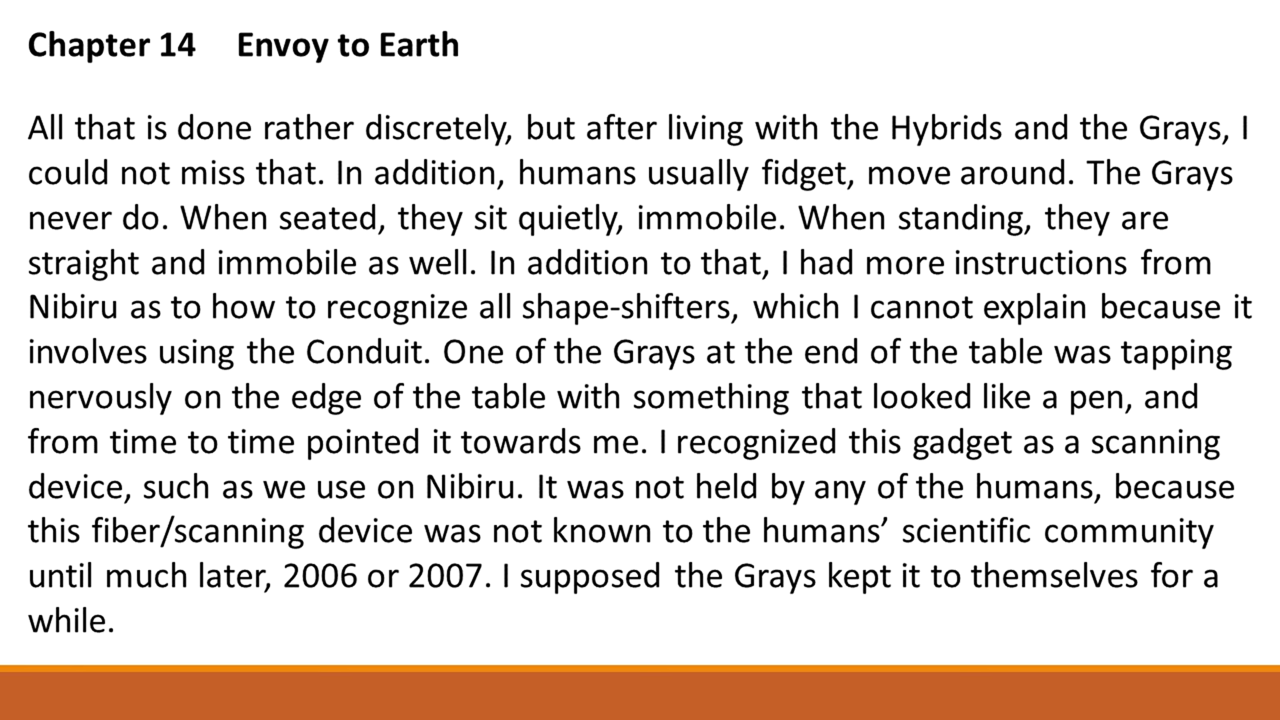 Chapter 14 Envoy to Earth
All that is done rather discretely, but after living with the Hybrids and the Grays, I
could not miss that. In addition, humans usually fidget, move around. The Grays
never do. When seated, they sit quietly, immobile. When standing, they are
straight and immobile as well. In addition to that, I had more instructions from
Nibiru as to how to recognize all shape-shifters, which I cannot explain because it
involves using the Conduit. One of the Grays at the end of the table was tapping
nervously on the edge of the table with something that looked like a pen, and
from time to time pointed it towards me. I recognized this gadget as a scanning
device, such as we use on Nibiru. It was not held by any of the humans, because
this fiber/scanning device was not known to the humans’ scientific community
until much later, 2006 or 2007. I supposed the Grays kept it to themselves for a
while.